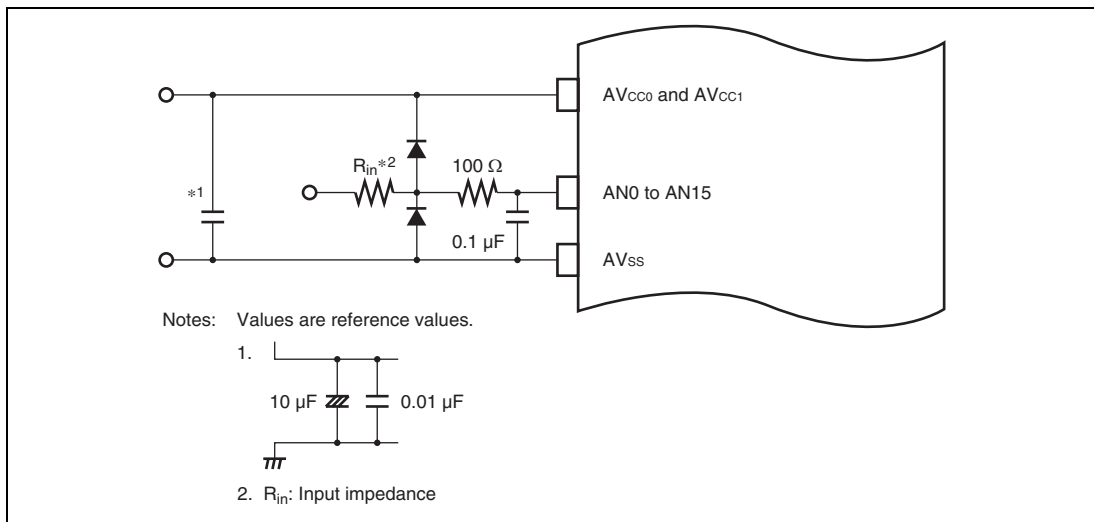 AVCC0 and AVCC1
Rin*2
100 Ω
*1
AN0 to AN15
0.1 µF
AVSS
Notes: Values are reference values.
1.
10 µF
0.01 µF
2. Rin: Input impedance